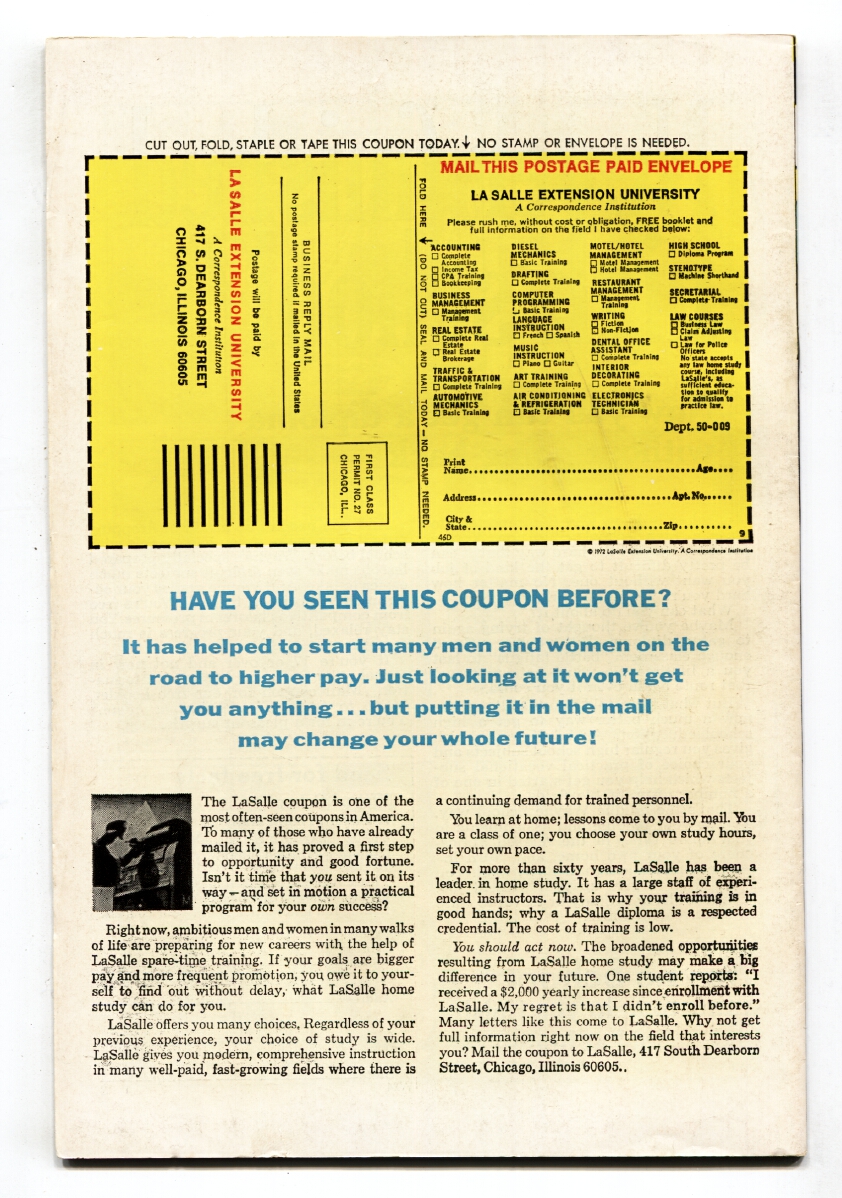 CUT OUT, FOLD, STAPLE OR TAPE THIS COUPON TODAY. ↓ NO STAMP OR ENVELOPE IS NEEDED.
LA SALLE EXTENSION UNIVERSITY
A Correspondence Institution
417 S. DEARBORN STREET
CHICAGO, ILLINOIS 60605
Postage will be paid by
BUSINESS REPLY MAIL
No postage stamp required if mailed in the United States
FIRST CLASS
PERMIT NO. 27
CHICAGO, ILL.
FOLD HERE ↓ (DO NOT CUT) SEAL AND MAIL TODAY — NO STAMP NEEDED.
MAIL THIS POSTAGE PAID ENVELOPE
LA SALLE EXTENSION UNIVERSITY
A Correspondence Institution
Please rush me, without cost or obligation, FREE booklet and
full information on the field I have checked below:
ACCOUNTING
☐ Complete
Accounting
☐ Income Tax
☐ CPA Training
☐ Bookkeeping
BUSINESS
MANAGEMENT
☐ Management
Training
REAL ESTATE
☐ Complete Real
Estate
☐ Real Estate
Brokerage
TRAFFIC &
TRANSPORTATION
☐ Complete Training
AUTOMOTIVE
MECHANICS
☐ Basic Training
DIESEL
MECHANICS
☐ Basic Training
DRAFTING
☐ Complete Training
COMPUTER
PROGRAMMING
☐ Basic Training
LANGUAGE
INSTRUCTION
☐ French ☐ Spanish
MUSIC
INSTRUCTION
☐ Piano ☐ Guitar
ART TRAINING
☐ Complete Training
AIR CONDITIONING
& REFRIGERATION
☐ Basic Training
MOTEL/HOTEL
MANAGEMENT
☐ Motel Management
☐ Hotel Management
RESTAURANT
MANAGEMENT
☐ Management
Training
WRITING
☐ Fiction
☐ Non-Fiction
DENTAL OFFICE
ASSISTANT
☐ Complete Training
INTERIOR
DECORATING
☐ Complete Training
ELECTRONICS
TECHNICIAN
☐ Basic Training
HIGH SCHOOL
☐ Diploma Program
STENOTYPE
☐ Machine Shorthand
SECRETARIAL
☐ Complete Training
LAW COURSES
☐ Business Law
☐ Claim Adjusting
Law
☐ Law for Police
Officers
No state accepts
any law home study
course, including
LaSalle's, as
sufficient educa-
tion to qualify
for admission to
practice law.
Dept. 50-009
Print
Name Age
Address Apt. No.
City &
State Zip
46D 9
© 1972 LaSalle Extension University. A Correspondence Institution
HAVE YOU SEEN THIS COUPON BEFORE?
It has helped to start many men and women on the
road to higher pay. Just looking at it won't get
you anything...but putting it in the mail
may change your whole future!
The LaSalle coupon is one of the
most often-seen coupons in America.
To many of those who have already
mailed it, it has proved a first step
to opportunity and good fortune.
Isn't it time that you sent it on its
way — and set in motion a practical
program for your own success?
Right now, ambitious men and women in many walks
of life are preparing for new careers with the help of
LaSalle spare-time training. If your goals are bigger
pay and more frequent promotion, you owe it to your-
self to find out without delay, what LaSalle home
study can do for you.
LaSalle offers you many choices, Regardless of your
previous experience, your choice of study is wide.
LaSalle gives you modern, comprehensive instruction
in many well-paid, fast-growing fields where there is
a continuing demand for trained personnel.
You learn at home; lessons come to you by mail. You
are a class of one; you choose your own study hours,
set your own pace.
For more than sixty years, LaSalle has been a
leader in home study. It has a large staff of experi-
enced instructors. That is why your training is in
good hands; why a LaSalle diploma is a respected
credential. The cost of training is low.
You should act now. The broadened opportunities
resulting from LaSalle home study may make a big
difference in your future. One student reports: "I
received a $2,000 yearly increase since enrollment with
LaSalle. My regret is that I didn't enroll before."
Many letters like this come to LaSalle. Why not get
full information right now on the field that interests
you? Mail the coupon to LaSalle, 417 South Dearborn
Street, Chicago, Illinois 60605..